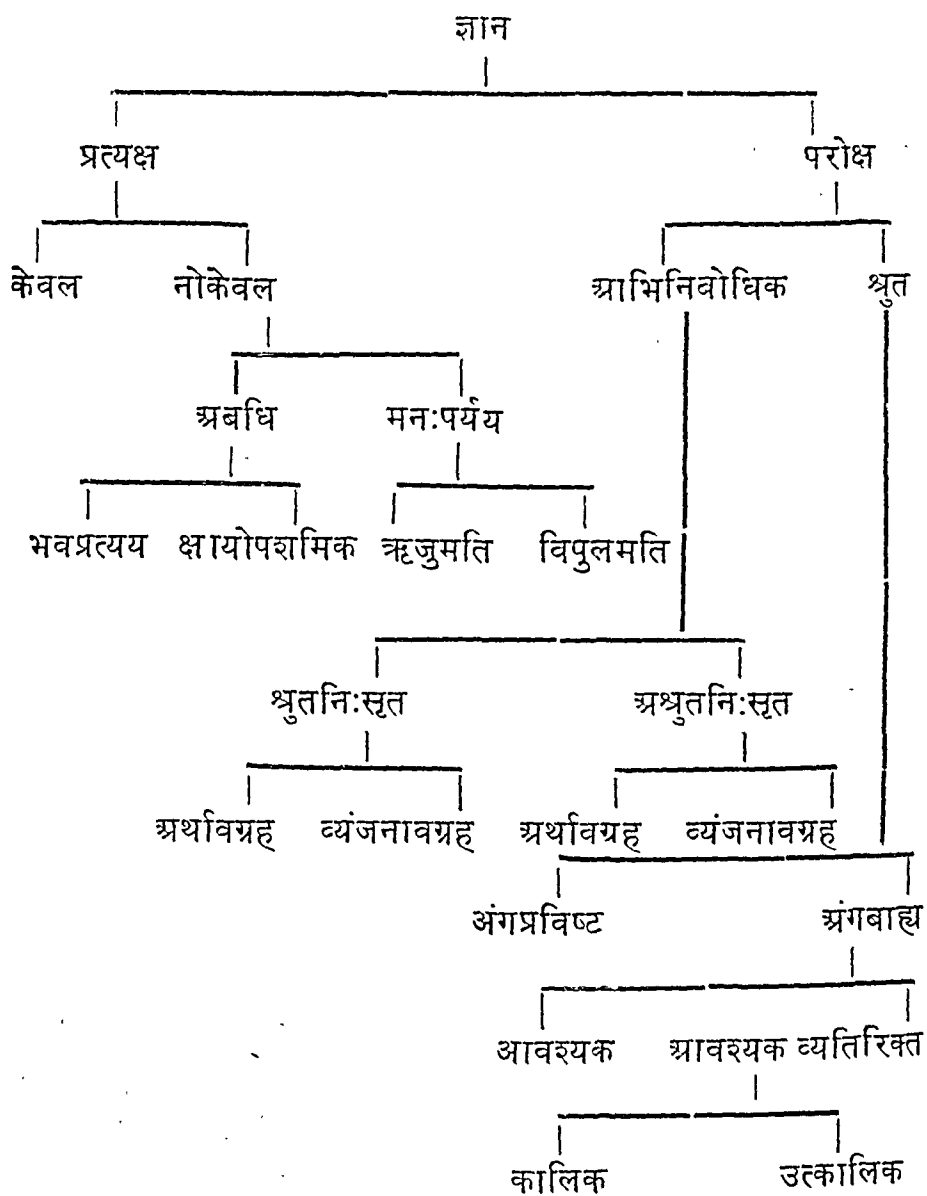 ज्ञान
प्रत्यक्ष परोक्ष
केवल नोकेवल आभिनिबोधिक श्रुत
अबधि मनःपर्यय
भवप्रत्यय क्षायोपशमिक ऋजुमति विपुलमति
श्रुतनिःसृत अश्रुतनिःसृत
अर्थावग्रह व्यंजनावग्रह अर्थावग्रह व्यंजनावग्रह
अंगप्रविष्ट अंगबाह्य
आवश्यक आवश्यक व्यतिरिक्त
कालिक उत्कालिक